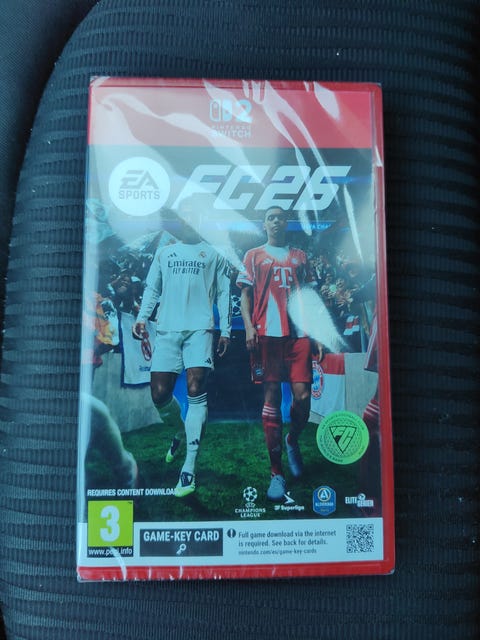 2
NINTENDO
SWITCH
EA
SPORTS
FC26
Emirates
FLY BETTER
T
REQUIRES CONTENT DOWNLOAD
CHAMPIONS
LEAGUE
3F Superliga
3
www.pegi.info
GAME-KEY CARD
! Full game download via the internet
is required. See back for details.
nintendo.com/eu/game-key-cards